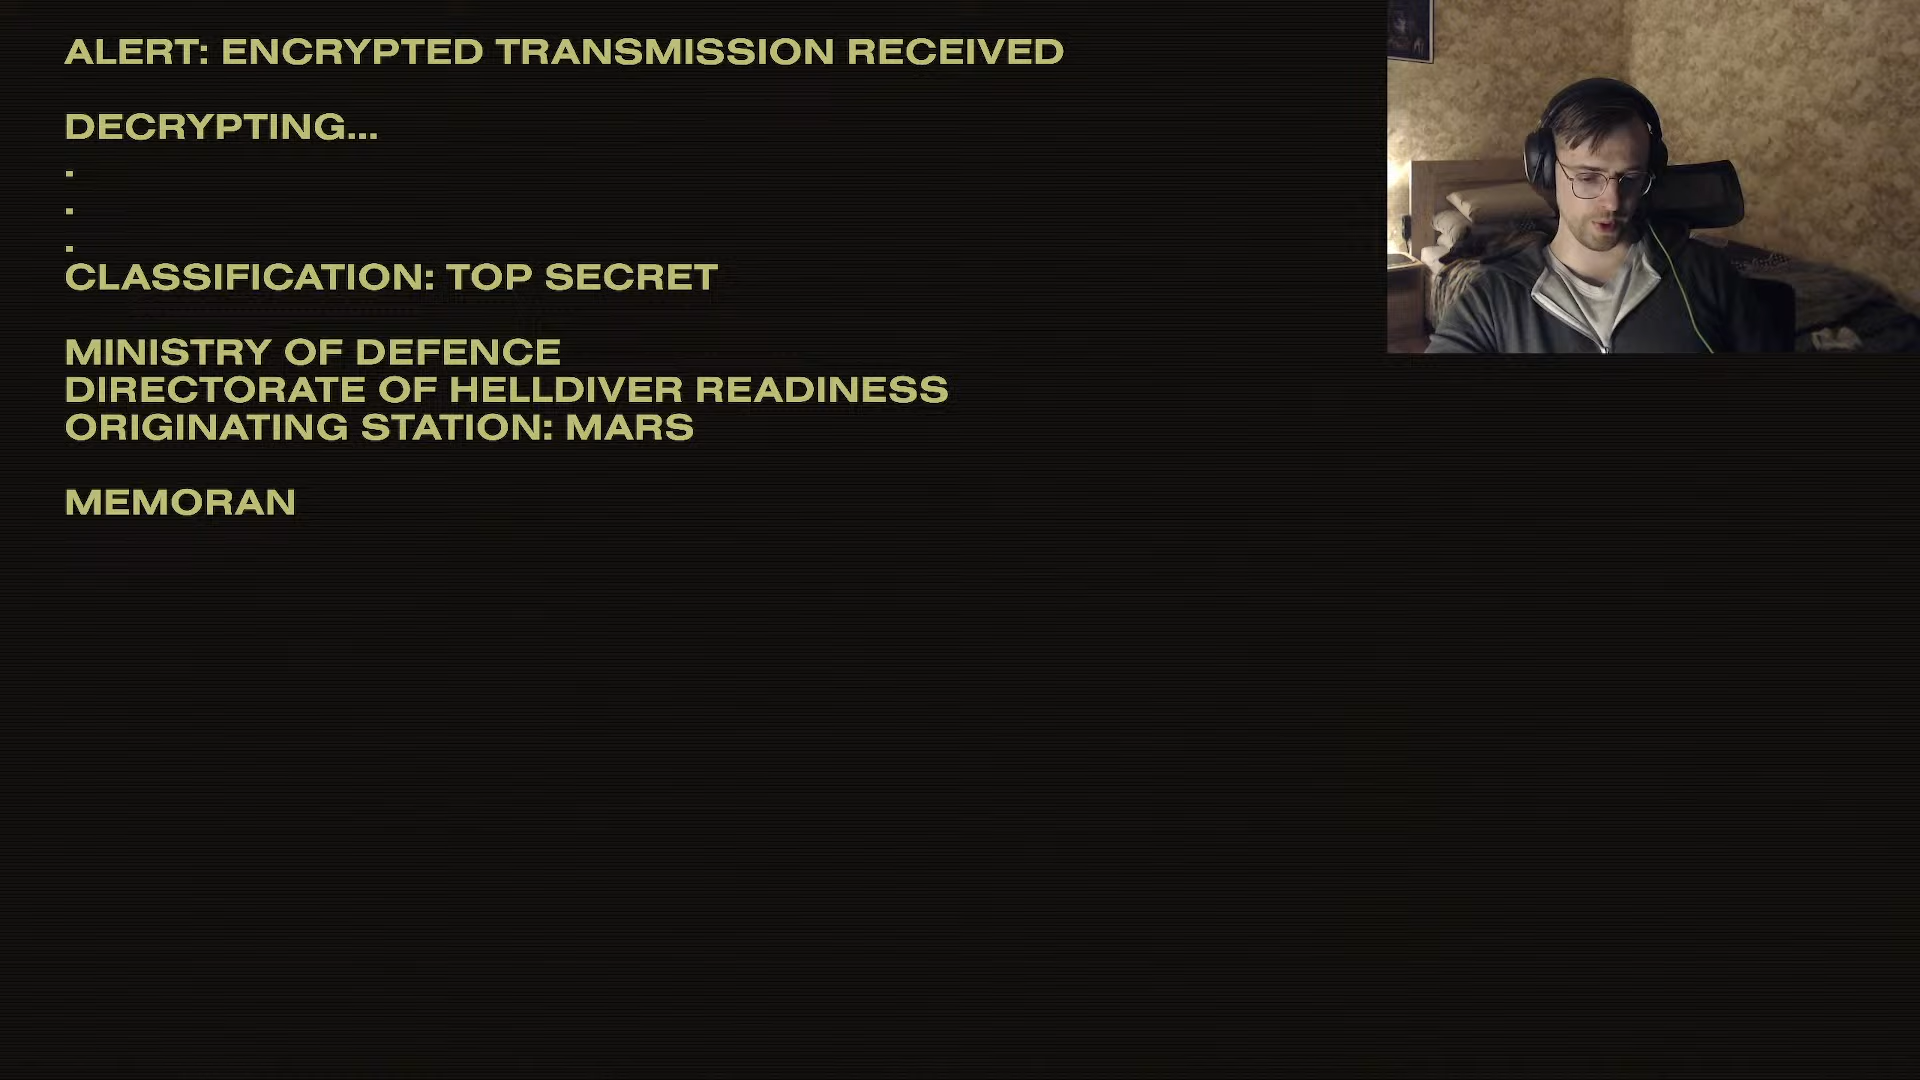 ALERT: ENCRYPTED TRANSMISSION RECEIVED
DECRYPTING...
.
.
.
CLASSIFICATION: TOP SECRET
MINISTRY OF DEFENCE
DIRECTORATE OF HELLDIVER READINESS
ORIGINATING STATION: MARS
MEMORAN